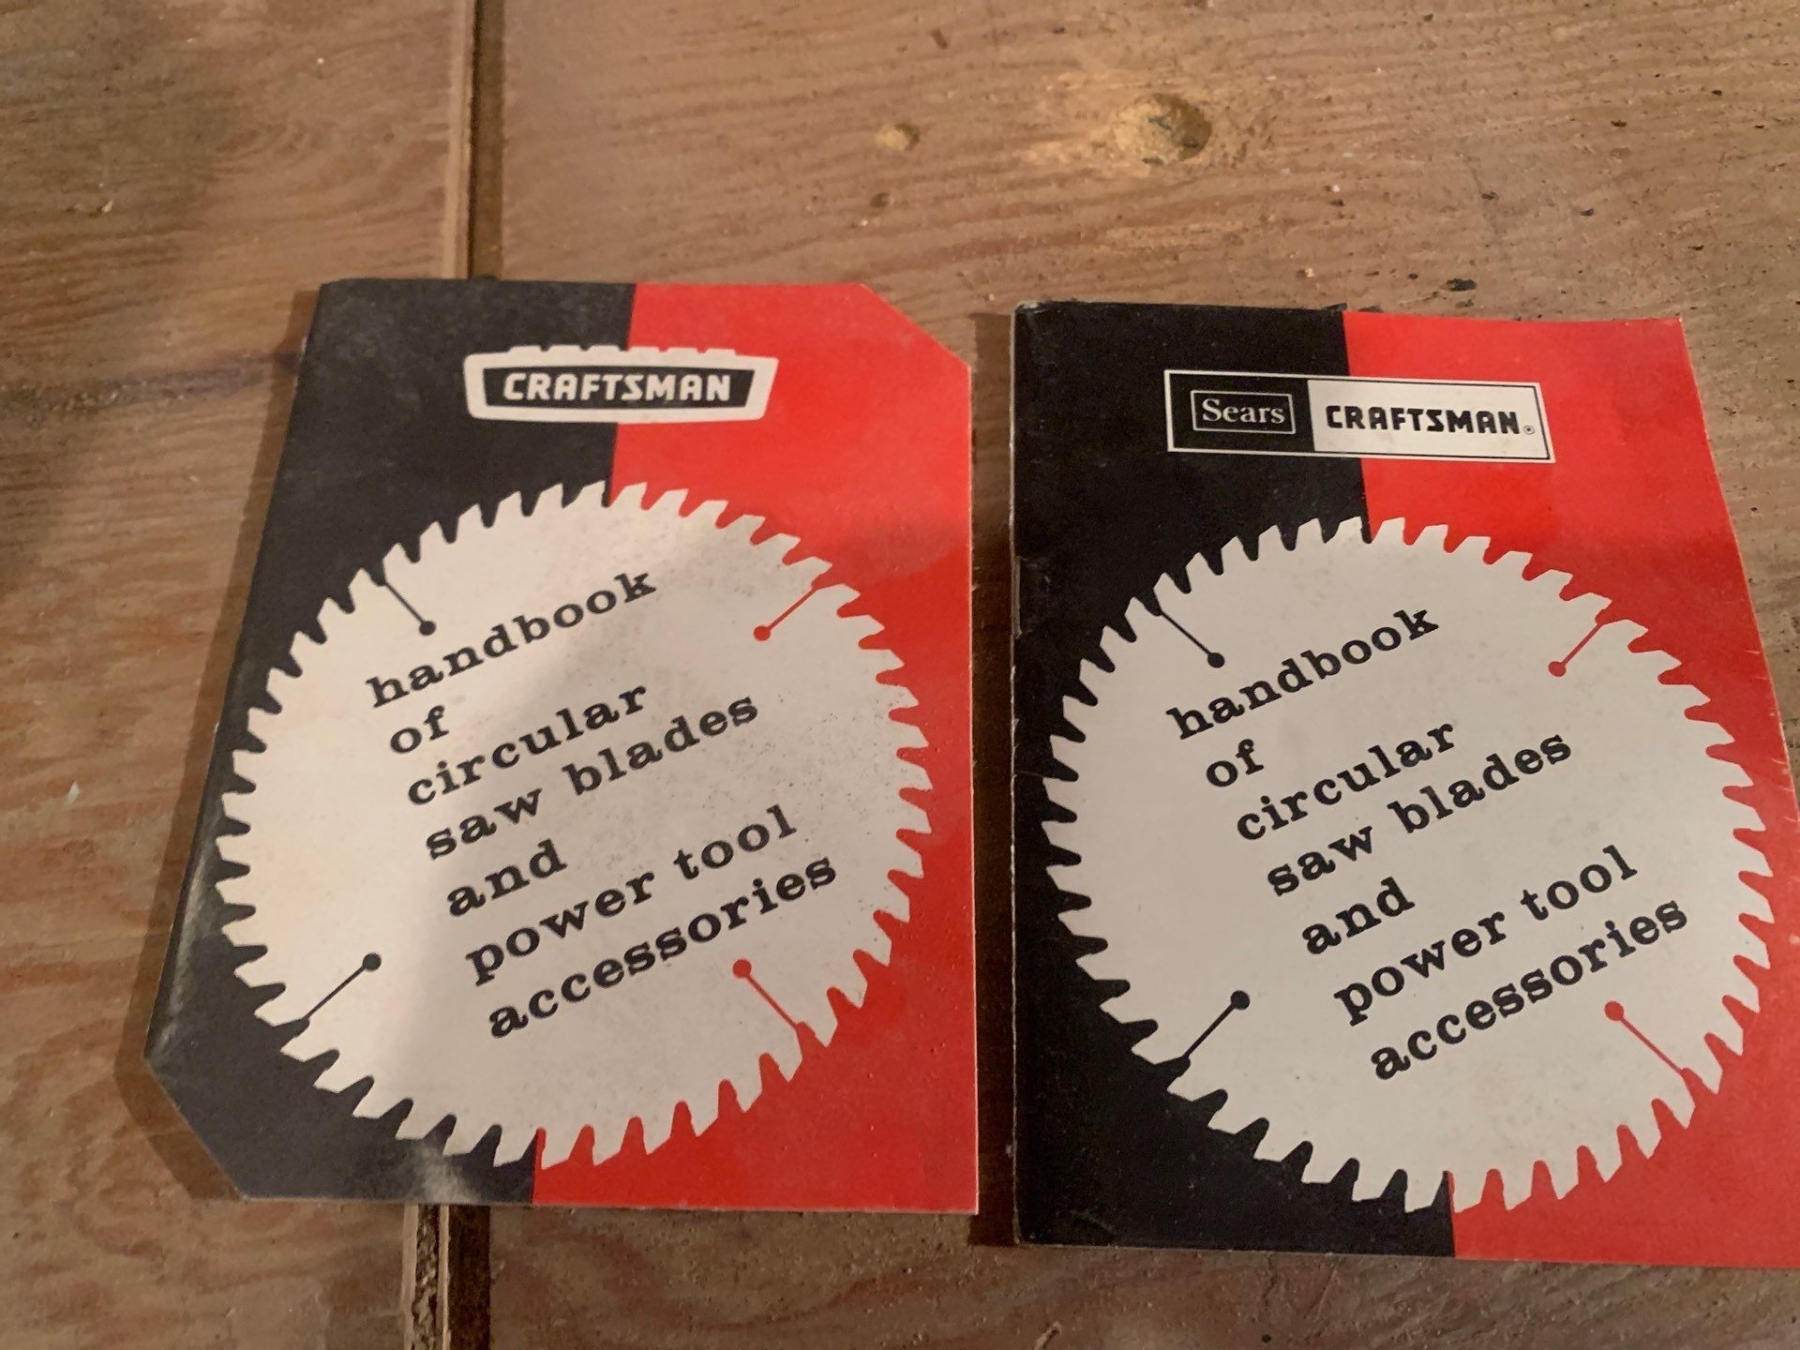 CRAFTSMAN
handbook
of
circular
saw blades
and
power tool
accessories
Sears CRAFTSMAN®
handbook
of
circular
saw blades
and
power tool
accessories